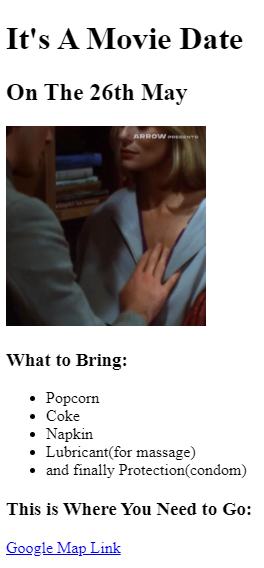 It's A Movie Date
On The 26th May
ARROW PRESENTS
What to Bring:
Popcorn
Coke
Napkin
Lubricant(for massage)
and finally Protection(condom)
This is Where You Need to Go:
Google Map Link